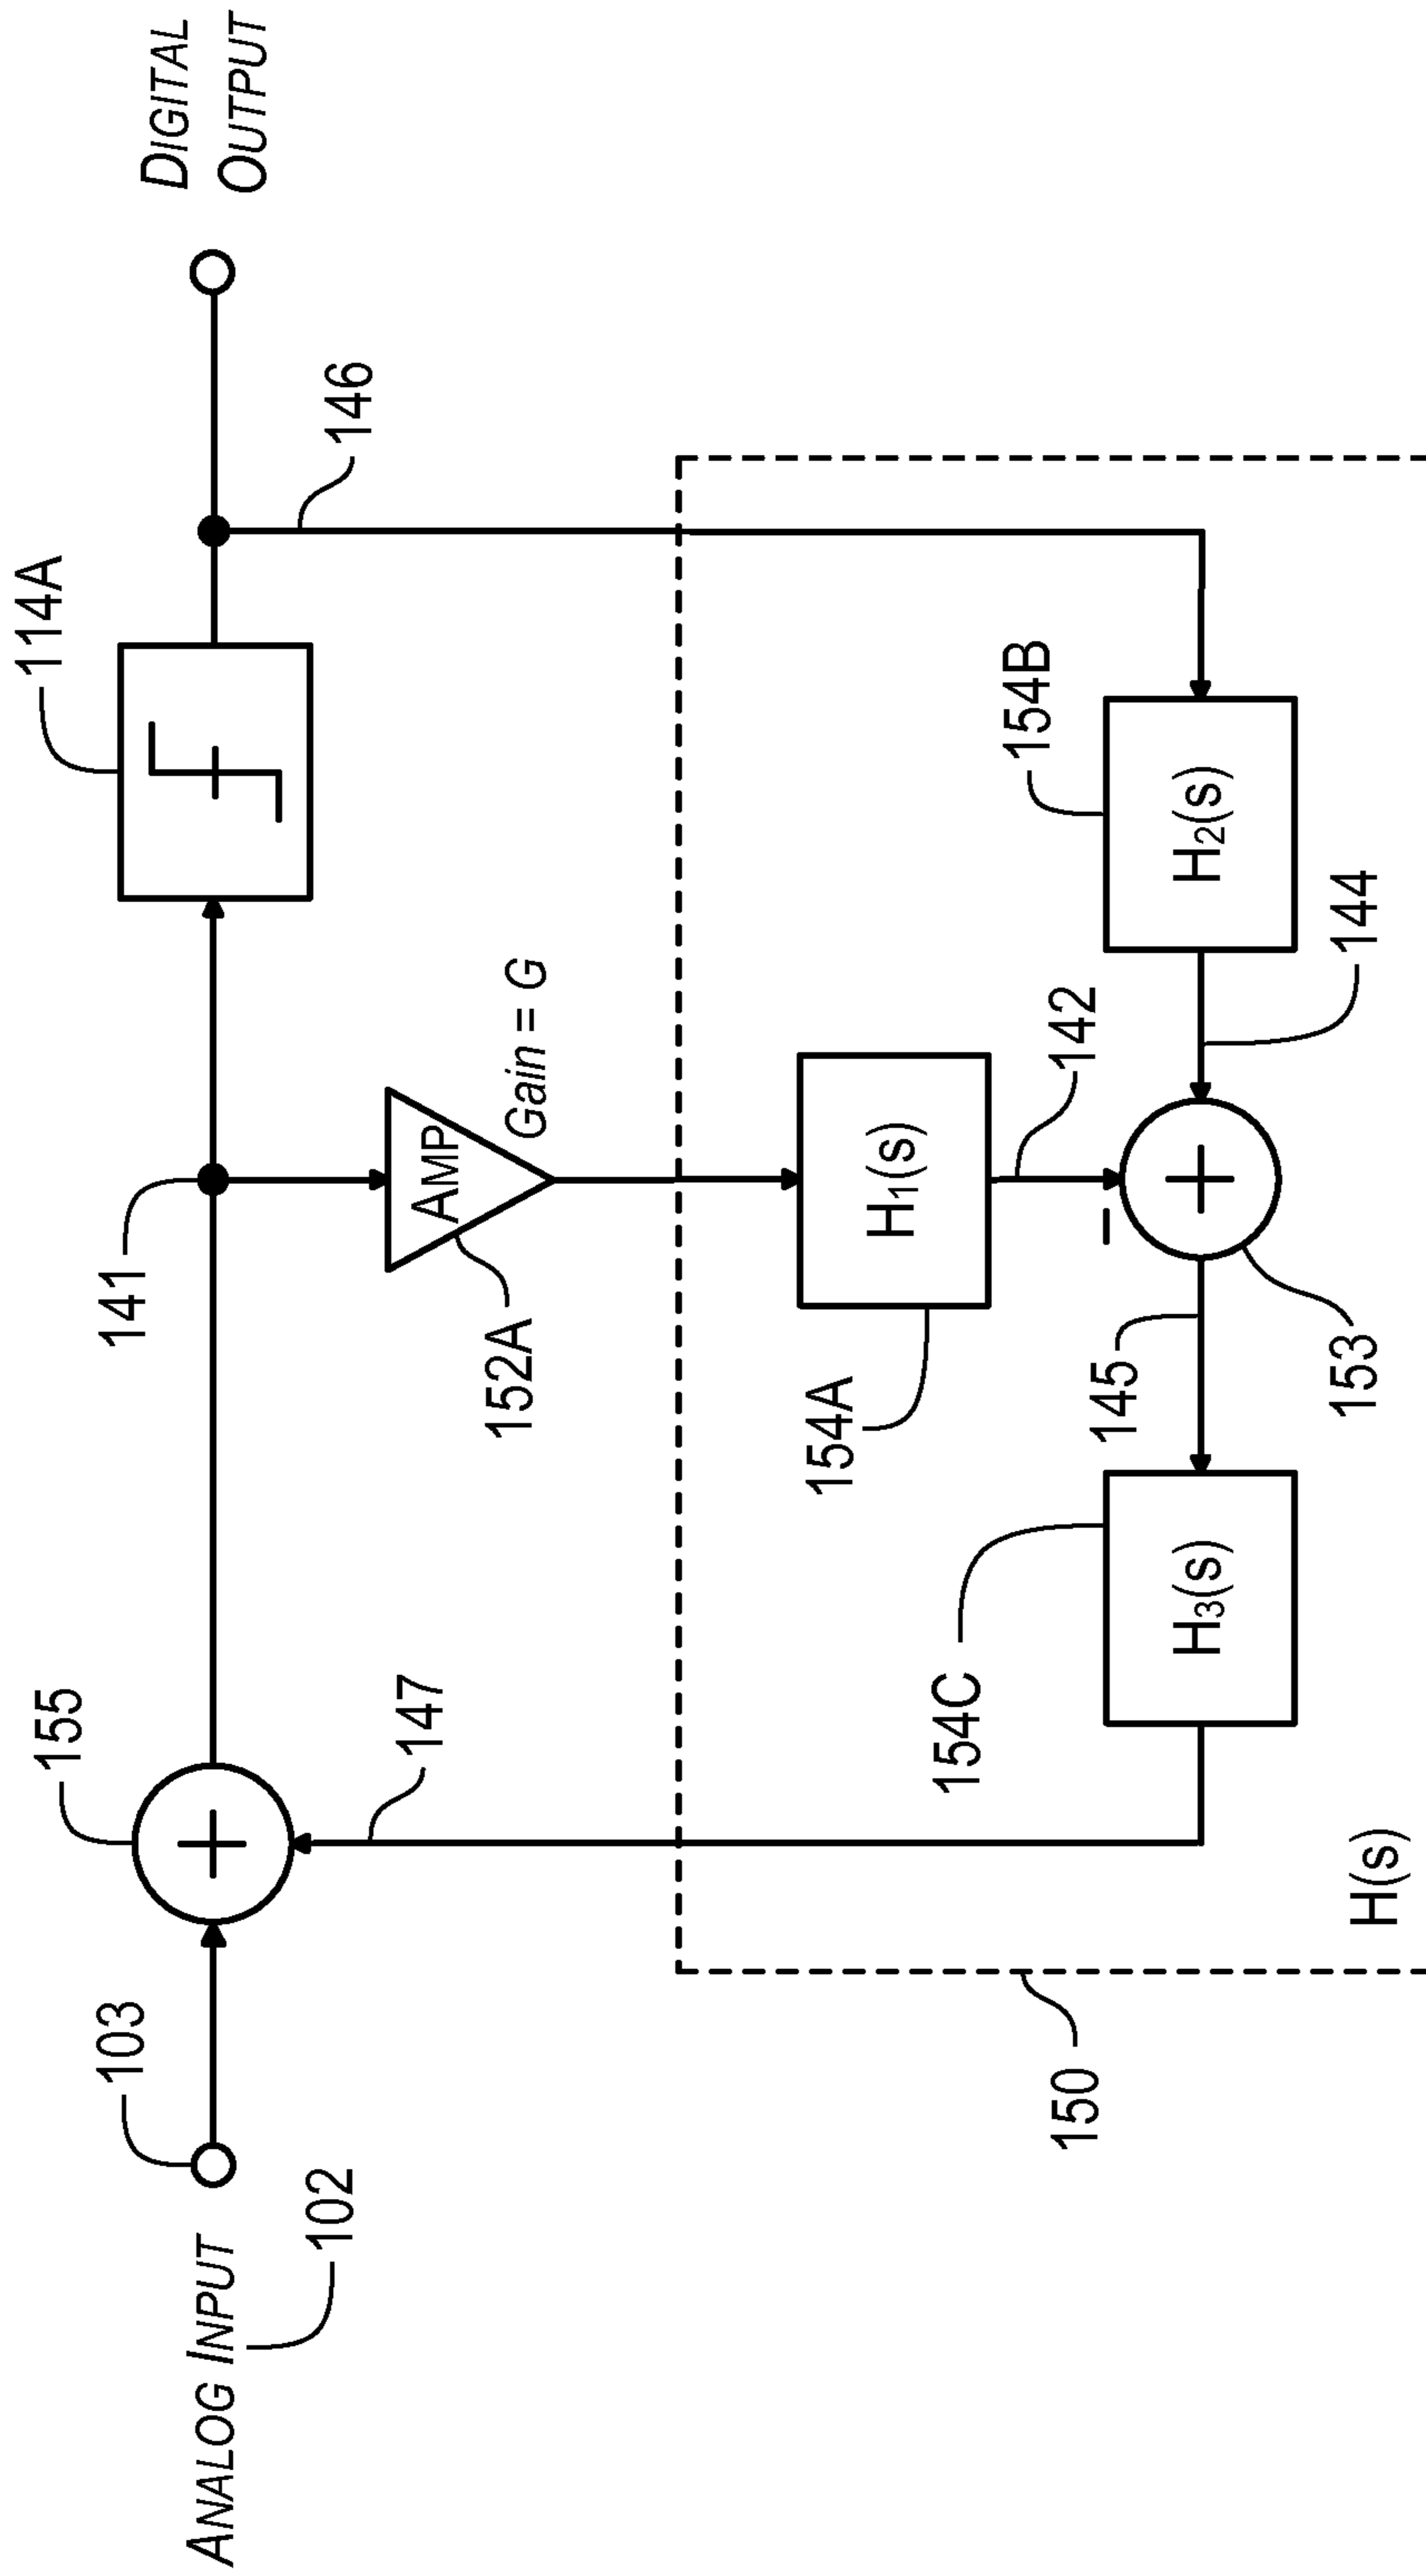 ANALOG INPUT
102
103
155
141
114A
DIGITAL
OUTPUT
146
147
AMP
Gain = G
152A
150
H(s)
154C
H₃(s)
145
153
154A
H₁(s)
142
144
154B
H₂(s)